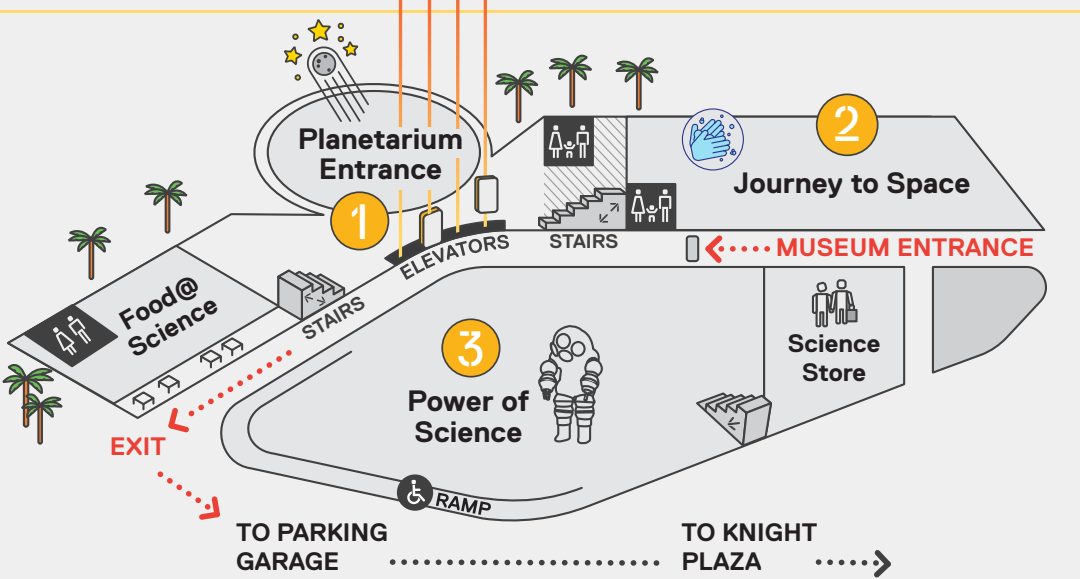 Planetarium
Entrance
1
2
Journey to Space
ELEVATORS
STAIRS
MUSEUM ENTRANCE
Food@
Science
STAIRS
3
Power of
Science
Science
Store
EXIT
RAMP
TO PARKING
GARAGE
TO KNIGHT
PLAZA